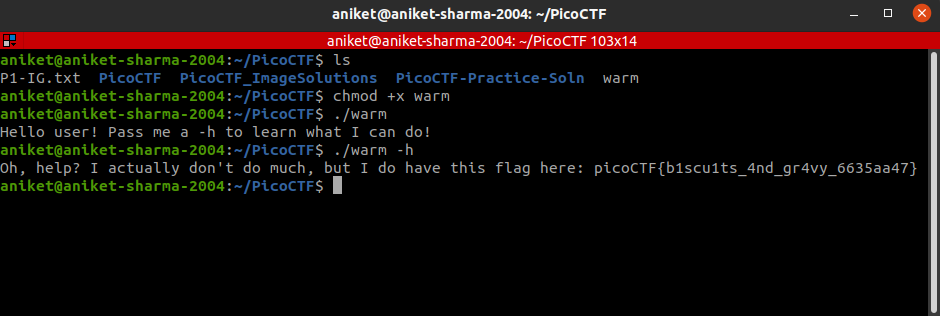 aniket@aniket-sharma-2004: ~/PicoCTF
aniket@aniket-sharma-2004: ~/PicoCTF 103x14
aniket@aniket-sharma-2004:~/PicoCTF$ ls
P1-IG.txt  PicoCTF  PicoCTF_ImageSolutions  PicoCTF-Practice-Soln  warm
aniket@aniket-sharma-2004:~/PicoCTF$ chmod +x warm
aniket@aniket-sharma-2004:~/PicoCTF$ ./warm
Hello user! Pass me a -h to learn what I can do!
aniket@aniket-sharma-2004:~/PicoCTF$ ./warm -h
Oh, help? I actually don't do much, but I do have this flag here: picoCTF{b1scu1ts_4nd_gr4vy_6635aa47}
aniket@aniket-sharma-2004:~/PicoCTF$